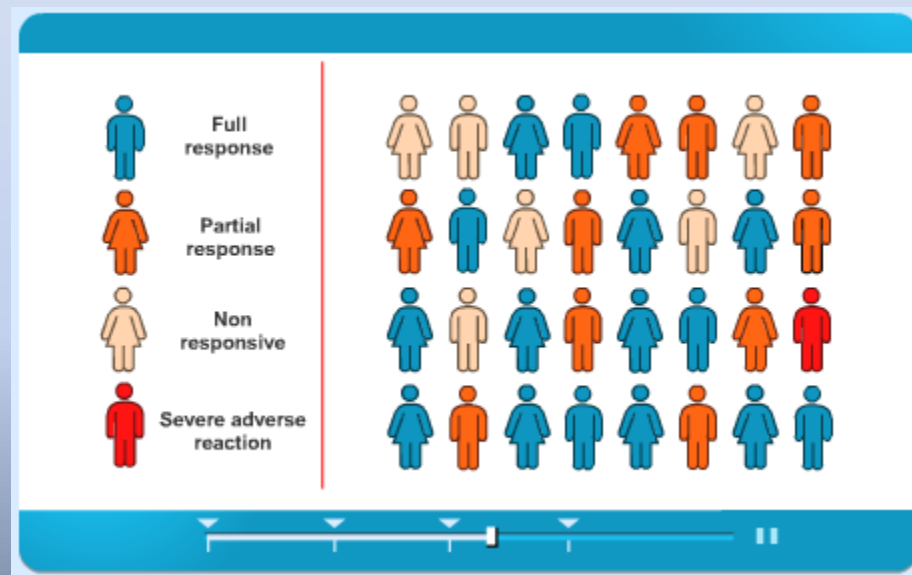 Full
response
Partial
response
Non
responsive
Severe adverse
reaction